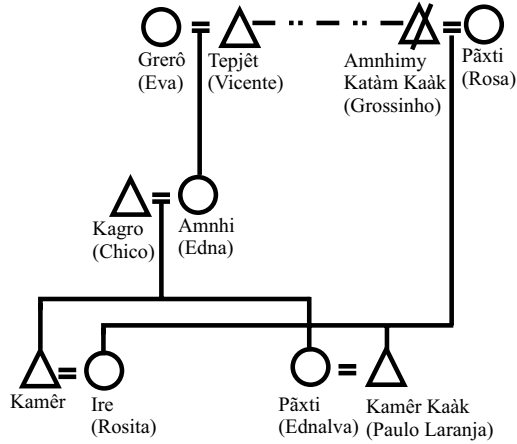 Grerô
(Eva)
Tepjêt
(Vicente)
Amnhimy
Katàm Kaàk
(Grossinho)
Pãxti
(Rosa)
Kagro
(Chico)
Amnhi
(Edna)
Kamêr
Ire
(Rosita)
Pãxti
(Ednalva)
Kamêr Kaàk
(Paulo Laranja)